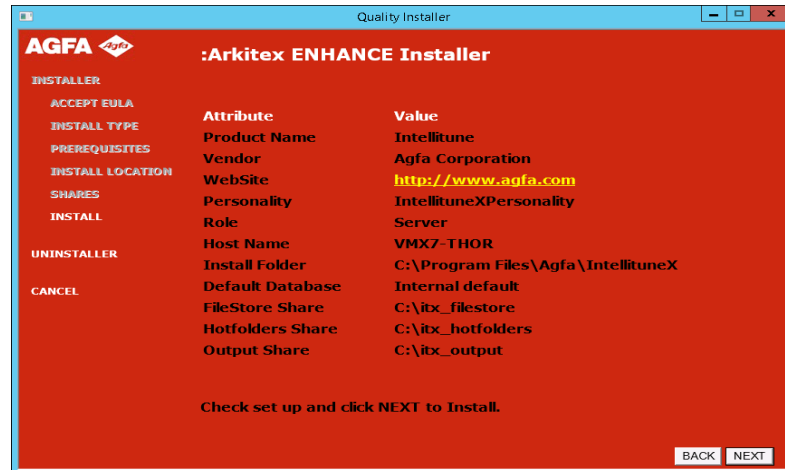 Quality Installer
AGFA Agfa
:Arkitex ENHANCE Installer
INSTALLER
ACCEPT EULA
INSTALL TYPE
PREREQUISITES
INSTALL LOCATION
SHARES
INSTALL
UNINSTALLER
CANCEL
Attribute Value
Product Name Intellitune
Vendor Agfa Corporation
WebSite http://www.agfa.com
Personality IntellituneXPersonality
Role Server
Host Name VMX7-THOR
Install Folder C:\Program Files\Agfa\IntellituneX
Default Database Internal default
FileStore Share C:\itx_filestore
Hotfolders Share C:\itx_hotfolders
Output Share C:\itx_output
Check set up and click NEXT to Install.
BACK NEXT